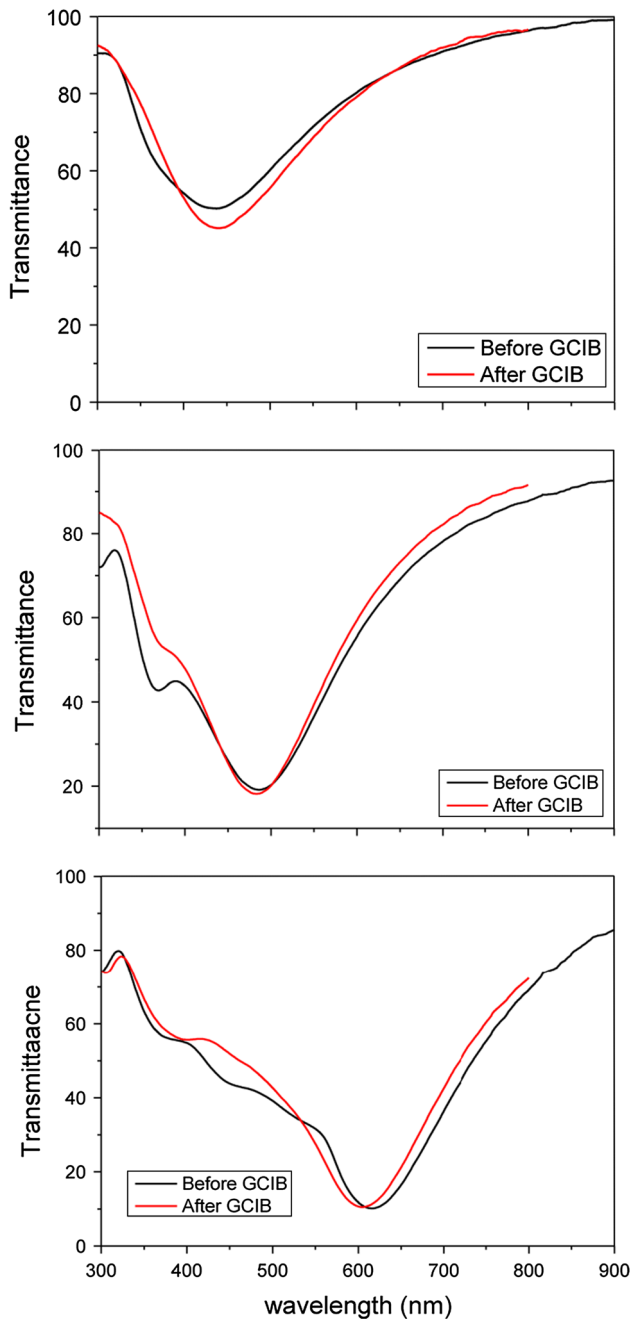 100
80
60
40
20
0
Transmittance
Before GCIB
After GCIB
100
80
60
40
20
Transmittance
Before GCIB
After GCIB
100
80
60
40
20
0
Transmittaacne
Before GCIB
After GCIB
300 400 500 600 700 800 900
wavelength (nm)